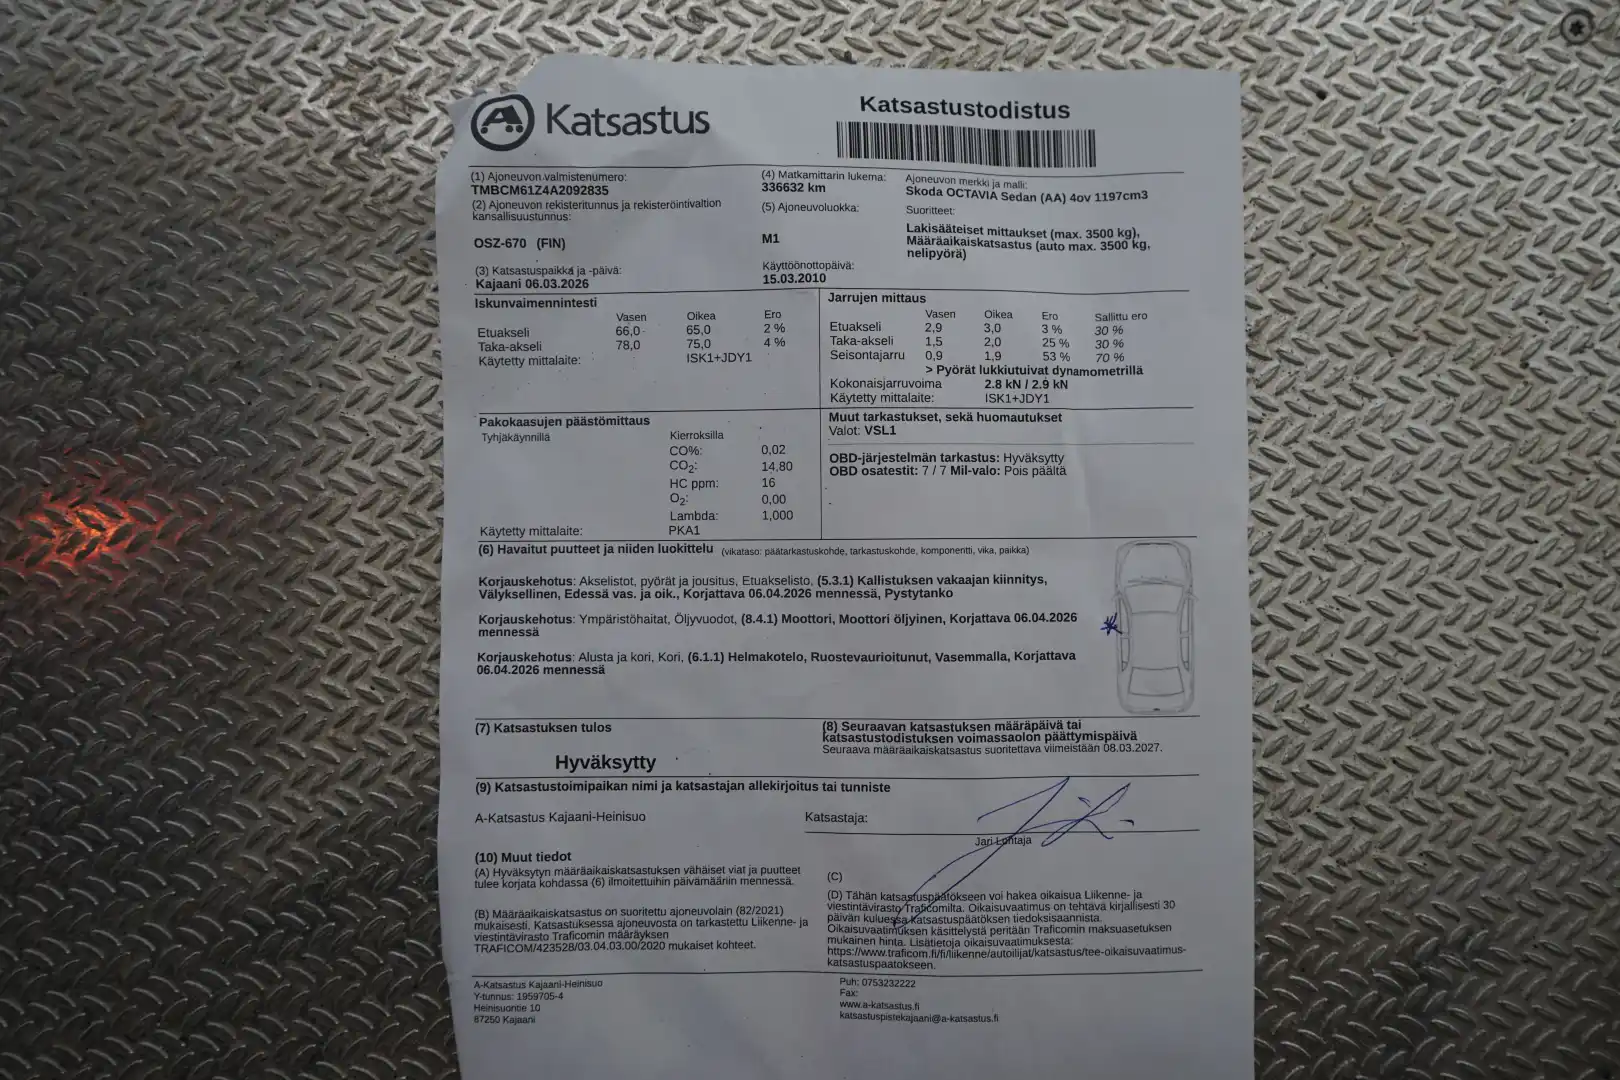 A Katsastus
Katsastustodistus
(1) Ajoneuvon valmistenumero:
TMBCM61Z4A2092835
(2) Ajoneuvon rekisteritunnus ja rekisteröintivaltion
kansallisuustunnus:
OSZ-670 (FIN)
(3) Katsastuspaikka ja -päivä:
Kajaani 06.03.2026
(4) Matkamittarin lukema:
336632 km
(5) Ajoneuvoluokka:
M1
Käyttöönottopäivä:
15.03.2010
Ajoneuvon merkki ja malli:
Skoda OCTAVIA Sedan (AA) 4ov 1197cm3
Suoritteet:
Lakisääteiset mittaukset (max. 3500 kg),
Määräaikaiskatsastus (auto max. 3500 kg,
nelipyörä)
Iskunvaimennintesti
Vasen Oikea Ero
Etuakseli 66,0 65,0 2 %
Taka-akseli 78,0 75,0 4 %
Käytetty mittalaite: ISK1+JDY1
Jarrujen mittaus
Vasen Oikea Ero Sallittu ero
Etuakseli 2,9 3,0 3 % 30 %
Taka-akseli 1,5 2,0 25 % 30 %
Seisontajarru 0,9 1,9 53 % 70 %
> Pyörät lukkiutuivat dynamometrillä
Kokonaisjarruvoima 2.8 kN / 2.9 kN
Käytetty mittalaite: ISK1+JDY1
Pakokaasujen päästömittaus
Tyhjäkäynnillä Kierroksilla
CO%: 0,02
CO2: 14,80
HC ppm: 16
O2: 0,00
Lambda: 1,000
Käytetty mittalaite: PKA1
Muut tarkastukset, sekä huomautukset
Valot: VSL1
OBD-järjestelmän tarkastus: Hyväksytty
OBD osatestit: 7 / 7 Mil-valo: Pois päältä
(6) Havaitut puutteet ja niiden luokittelu (vikataso: päätarkastuskohde, tarkastuskohde, komponentti, vika, paikka)
Korjauskehotus: Akselistot, pyörät ja jousitus, Etuakselisto, (5.3.1) Kallistuksen vakaajan kiinnitys,
Välyksellinen, Edessä vas. ja oik., Korjattava 06.04.2026 mennessä, Pystytanko
Korjauskehotus: Ympäristöhaitat, Öljyvuodot, (8.4.1) Moottori, Moottori öljyinen, Korjattava 06.04.2026
mennessä
Korjauskehotus: Alusta ja kori, Kori, (6.1.1) Helmakotelo, Ruostevaurioitunut, Vasemmalla, Korjattava
06.04.2026 mennessä
(7) Katsastuksen tulos
Hyväksytty
(8) Seuraavan katsastuksen määräpäivä tai
katsastustodistuksen voimassaolon päättymispäivä
Seuraava määräaikaiskatsastus suoritettava viimeistään 08.03.2027.
(9) Katsastustoimipaikan nimi ja katsastajan allekirjoitus tai tunniste
A-Katsastus Kajaani-Heinisuo
Katsastaja:
Jari
(10) Muut tiedot
(A) Hyväksytyn määräaikaiskatsastuksen vähäiset viat ja puutteet
tulee korjata kohdassa (6) ilmoitettuihin päivämääriin mennessä.
(B) Määräaikaiskatsastus on suoritettu ajoneuvolain (82/2021)
mukaisesti. Katsastuksessa ajoneuvosta on tarkastettu Liikenne- ja
viestintävirasto Traficomin määräyksen
TRAFICOM/423528/03.04.03.00/2020 mukaiset kohteet.
(C)
(D) Tähän katsastuspäätökseen voi hakea oikaisua Liikenne- ja
viestintävirasto Traficomilta. Oikaisuvaatimus on tehtävä kirjallisesti 30
päivän kuluessa katsastuspäätöksen tiedoksisaannista.
Oikaisuvaatimuksen käsittelystä peritään Traficomin maksuasetuksen
mukainen hinta. Lisätietoja oikaisuvaatimuksesta:
https://www.traficom.fi/fi/liikenne/autoilijat/katsastus/tee-oikaisuvaatimus-
katsastuspaatokseen.
A-Katsastus Kajaani-Heinisuo
Y-tunnus: 1959705-4
Heinisuontie 10
87250 Kajaani
Puh: 0753232222
Fax:
www.a-katsastus.fi
katsastuspistekajaani@a-katsastus.fi